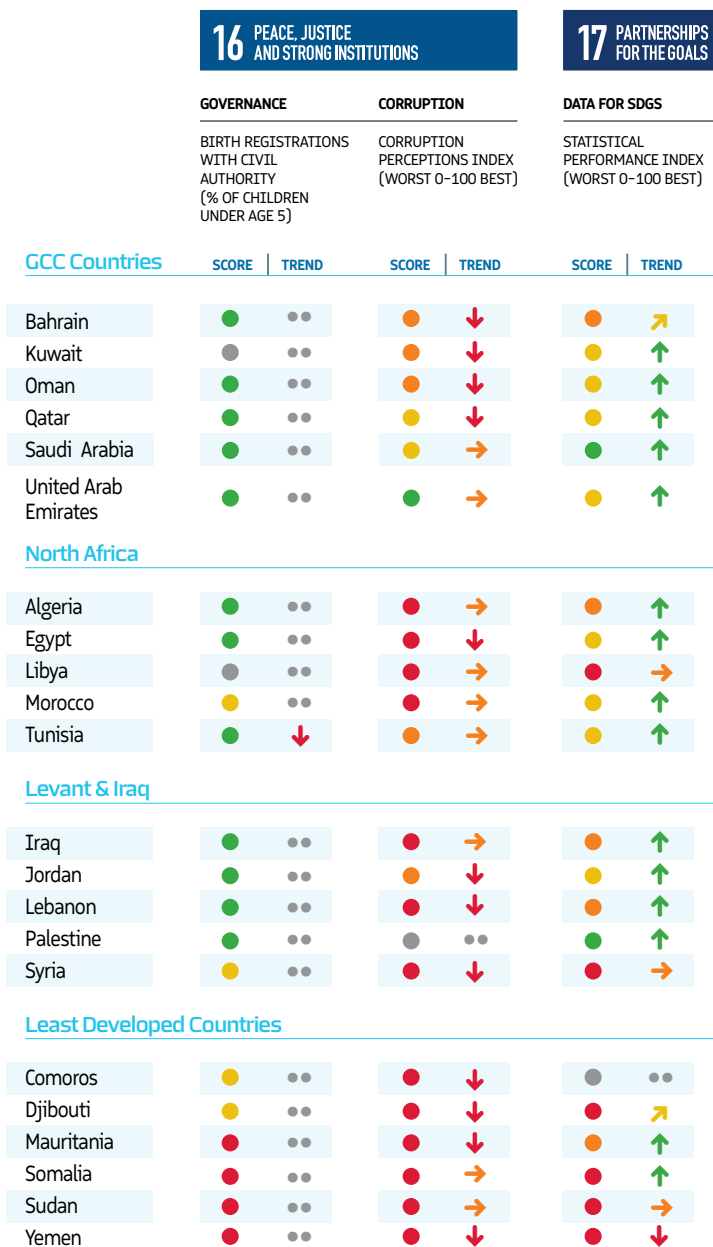 16 PEACE, JUSTICE
AND STRONG INSTITUTIONS
17 PARTNERSHIPS
FOR THE GOALS
GOVERNANCE
CORRUPTION
DATA FOR SDGS
BIRTH REGISTRATIONS
WITH CIVIL
AUTHORITY
(% OF CHILDREN
UNDER AGE 5)
CORRUPTION
PERCEPTIONS INDEX
(WORST 0–100 BEST)
STATISTICAL
PERFORMANCE INDEX
(WORST 0–100 BEST)
GCC Countries SCORE TREND SCORE TREND SCORE TREND
Bahrain
Kuwait
Oman
Qatar
Saudi Arabia
United Arab
Emirates
North Africa
Algeria
Egypt
Libya
Morocco
Tunisia
Levant & Iraq
Iraq
Jordan
Lebanon
Palestine
Syria
Least Developed Countries
Comoros
Djibouti
Mauritania
Somalia
Sudan
Yemen